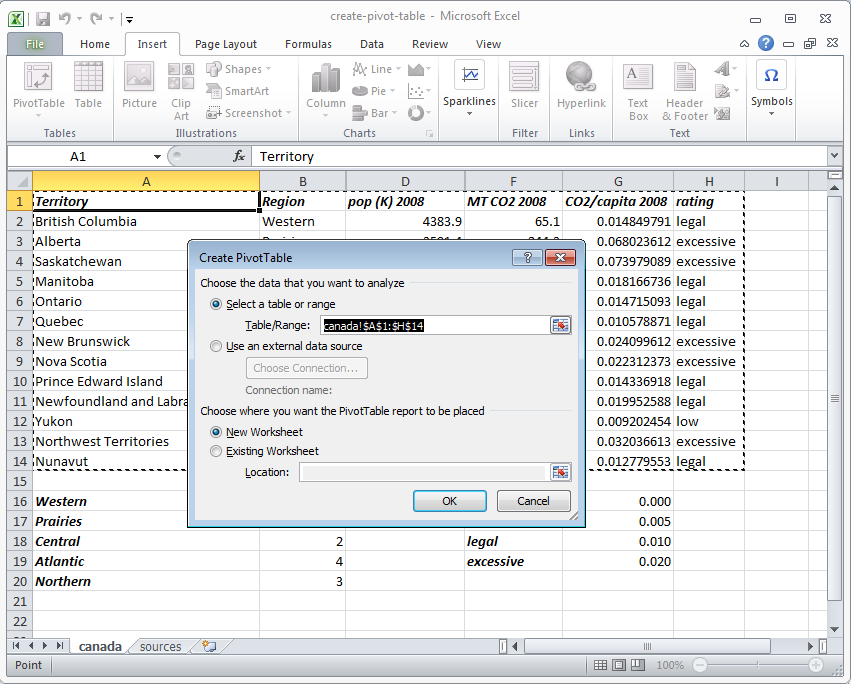 create-pivot-table - Microsoft Excel
File Home Insert Page Layout Formulas Data Review View
PivotTable Table Picture Clip Art Shapes SmartArt Screenshot Column Line Pie Bar Sparklines Slicer Hyperlink Text Box Header & Footer Symbols
Tables Illustrations Charts Filter Links Text
A1 fx Territory
A B D F G H I
1 Territory Region pop (K) 2008 MT CO2 2008 CO2/capita 2008 rating
2 British Columbia Western 4383.9 65.1 0.014849791 legal
3 Alberta 0.068023612 excessive
4 Saskatchewan 0.073979089 excessive
5 Manitoba 0.018166736 legal
6 Ontario 0.014715093 legal
7 Quebec 0.010578871 legal
8 New Brunswick 0.024099612 excessive
9 Nova Scotia 0.022312373 excessive
10 Prince Edward Island 0.014336918 legal
11 Newfoundland and Labra 0.019952588 legal
12 Yukon 0.009202454 low
13 Northwest Territories 0.032036613 excessive
14 Nunavut 0.012779553 legal
15
16 Western 0.000
17 Prairies 0.005
18 Central 2 legal 0.010
19 Atlantic 4 excessive 0.020
20 Northern 3
21
22
Create PivotTable
Choose the data that you want to analyze
Select a table or range
Table/Range: canada!$A$1:$H$14
Use an external data source
Choose Connection...
Connection name:
Choose where you want the PivotTable report to be placed
New Worksheet
Existing Worksheet
Location:
OK Cancel
canada sources
Point 100%